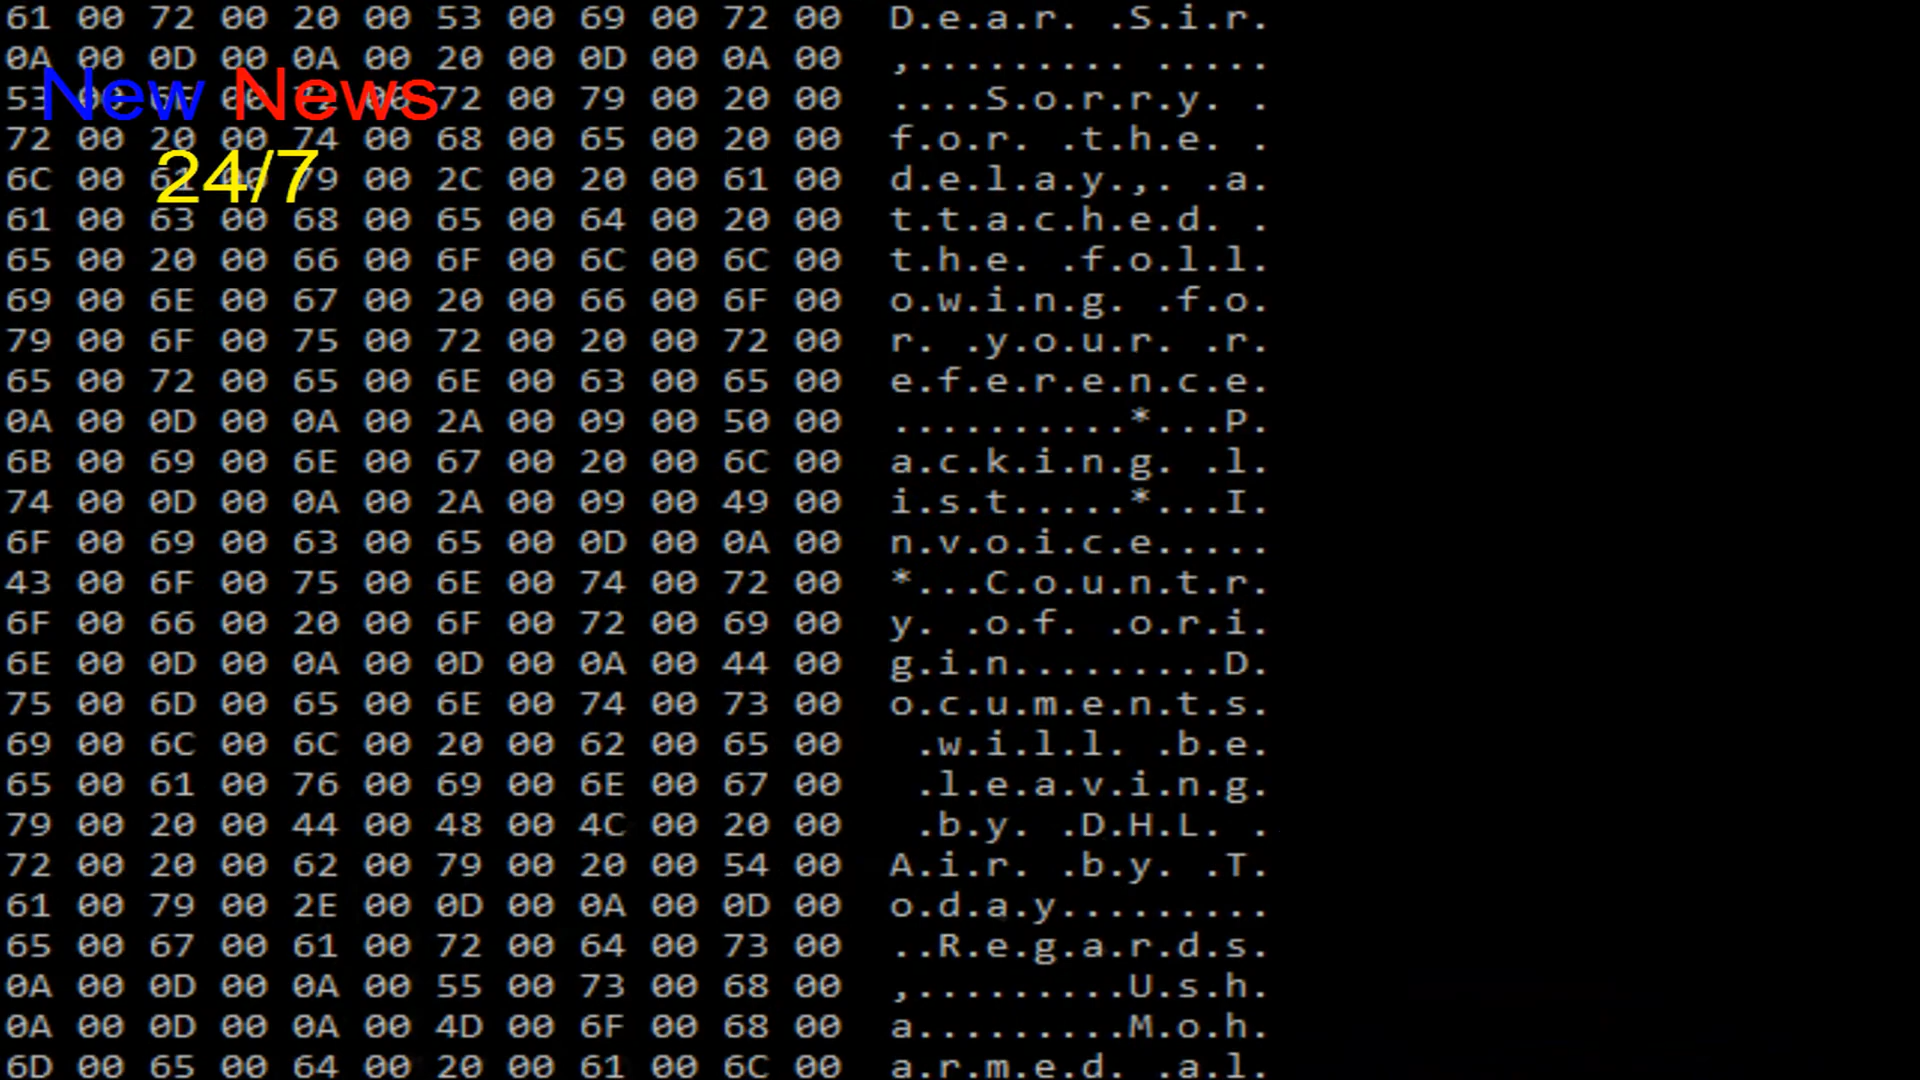 61 00 72 00 20 00 53 00 69 00 72 00 D.e.a.r. .S.i.r.
0A 00 0D 00 0A 00 20 00 0D 00 0A 00 ,......... .....
New News
53 00 6F 00 72 00 72 00 79 00 20 00 ....S.o.r.r.y. .
72 00 20 00 74 00 68 00 65 00 20 00 f.o.r. .t.h.e. .
24/7
6C 00 61 00 79 00 2C 00 20 00 61 00 d.e.l.a.y.,. .a.
61 00 63 00 68 00 65 00 64 00 20 00 t.t.a.c.h.e.d. .
65 00 20 00 66 00 6F 00 6C 00 6C 00 t.h.e. .f.o.l.l.
69 00 6E 00 67 00 20 00 66 00 6F 00 o.w.i.n.g. .f.o.
79 00 6F 00 75 00 72 00 20 00 72 00 r. .y.o.u.r. .r.
65 00 72 00 65 00 6E 00 63 00 65 00 e.f.e.r.e.n.c.e.
0A 00 0D 00 0A 00 2A 00 09 00 50 00 ..........*...P.
6B 00 69 00 6E 00 67 00 20 00 6C 00 a.c.k.i.n.g. .l.
74 00 0D 00 0A 00 2A 00 09 00 49 00 i.s.t.....*...I.
6F 00 69 00 63 00 65 00 0D 00 0A 00 n.v.o.i.c.e.....
43 00 6F 00 75 00 6E 00 74 00 72 00 *...C.o.u.n.t.r.
6F 00 66 00 20 00 6F 00 72 00 69 00 y. .o.f. .o.r.i.
6E 00 0D 00 0A 00 0D 00 0A 00 44 00 g.i.n.........D.
75 00 6D 00 65 00 6E 00 74 00 73 00 o.c.u.m.e.n.t.s.
69 00 6C 00 6C 00 20 00 62 00 65 00 .w.i.l.l. .b.e.
65 00 61 00 76 00 69 00 6E 00 67 00 .l.e.a.v.i.n.g.
79 00 20 00 44 00 48 00 4C 00 20 00 .b.y. .D.H.L. .
72 00 20 00 62 00 79 00 20 00 54 00 A.i.r. .b.y. .T.
61 00 79 00 2E 00 0D 00 0A 00 0D 00 o.d.a.y.........
65 00 67 00 61 00 72 00 64 00 73 00 ..R.e.g.a.r.d.s.
0A 00 0D 00 0A 00 55 00 73 00 68 00 ,.........U.s.h.
0A 00 0D 00 0A 00 4D 00 6F 00 68 00 a.........M.o.h.
6D 00 65 00 64 00 20 00 61 00 6C 00 a.r.m.e.d. .a.l.